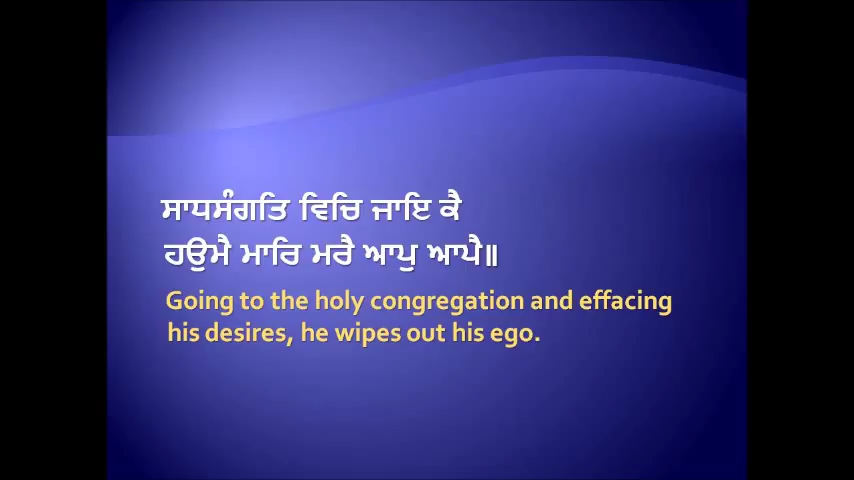 ਸਾਧਸੰਗਤਿ ਵਿਚਿ ਜਾਇ ਕੈ
ਹਉਮੈ ਮਾਰਿ ਮਰੈ ਆਪੁ ਆਪੈ॥
Going to the holy congregation and effacing
his desires, he wipes out his ego.